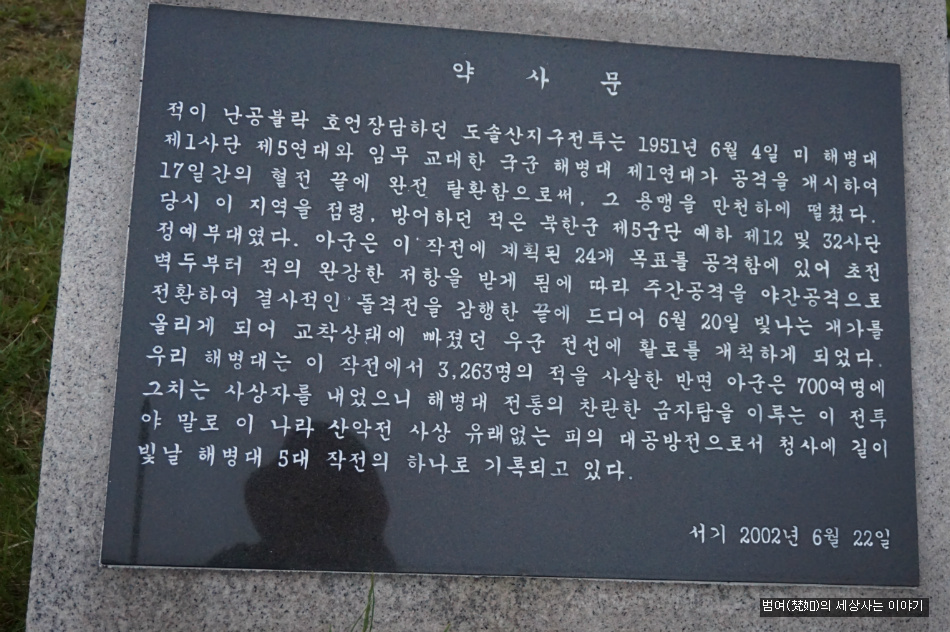 약 사 문
적이 난공불락 호언장담하던 도솔산지구전투는 1951년 6월 4일 미 해병대
제1사단 제5연대와 임무 교대한 국군 해병대 제1연대가 공격을 개시하여
17일간의 혈전 끝에 완전 탈환함으로써, 그 용맹을 만천하에 떨쳤다.
당시 이 지역을 점령, 방어하던 적은 북한군 제5군단 예하 제12 및 32사단
정예부대였다. 아군은 이 작전에 계획된 24개 목표를 공격함에 있어 초전
벽두부터 적의 완강한 저항을 받게 됨에 따라 주간공격을 야간공격으로
전환하여 결사적인 돌격전을 감행한 끝에 드디어 6월 20일 빛나는 개가를
올리게 되어 교착상태에 빠졌던 우군 전선에 활로를 개척하게 되었다.
우리 해병대는 이 작전에서 3,263명의 적을 사살한 반면 아군은 700여명에
그치는 사상자를 내었으니 해병대 전통의 찬란한 금자탑을 이루는 이 전투
야 말로 이 나라 산악전 사상 유래없는 피의 대공방전으로서 청사에 길이
빛날 해병대 5대 작전의 하나로 기록되고 있다.
서기 2002년 6월 22일
범여(梵如)의 세상사는 이야기